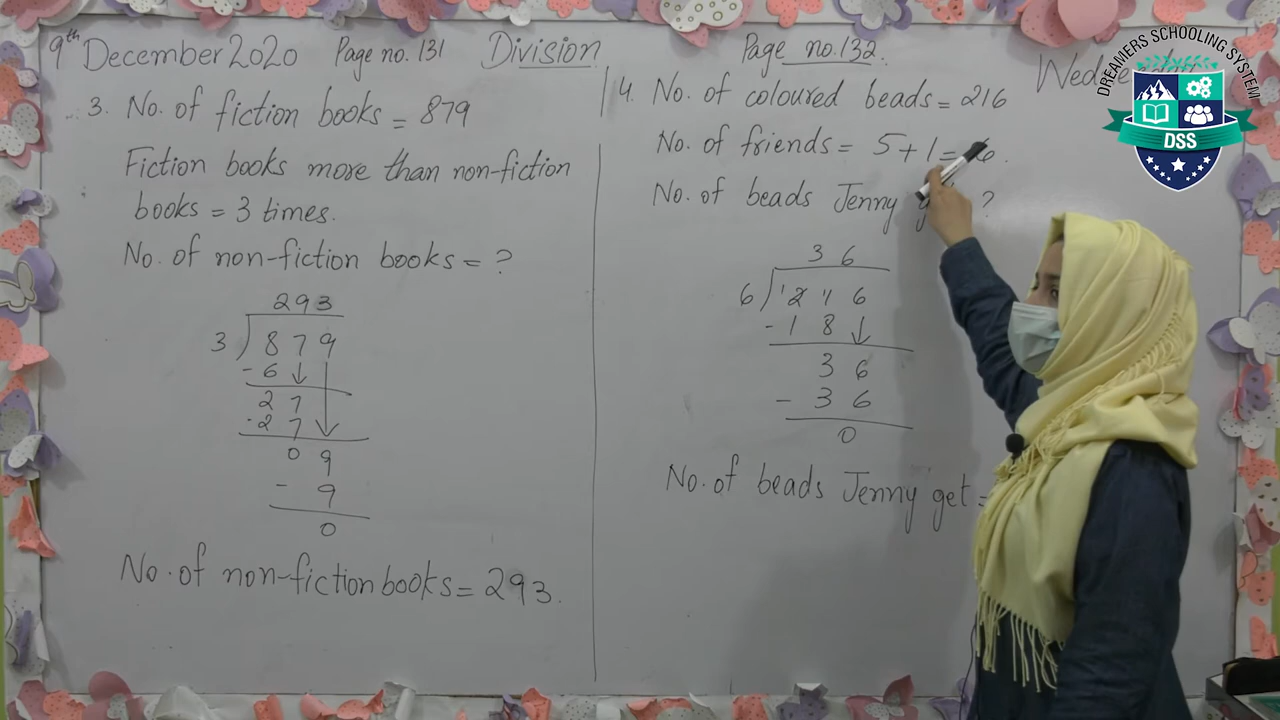 9th December 2020 Page no. 131 Division
3. No. of fiction books = 879
Fiction books more than non-fiction
books = 3 times.
No. of non-fiction books = ?
293
3 879
-6
27
-27
09
-9
0
No. of non-fiction books = 293.
Page no. 132.
4. No. of coloured beads = 216
No. of friends = 5+1= 6.
No. of beads Jenny ?
36
6 216
-18
36
-36
0
No. of beads Jenny get =
DREAMERS SCHOOLING SYSTEM
DSS